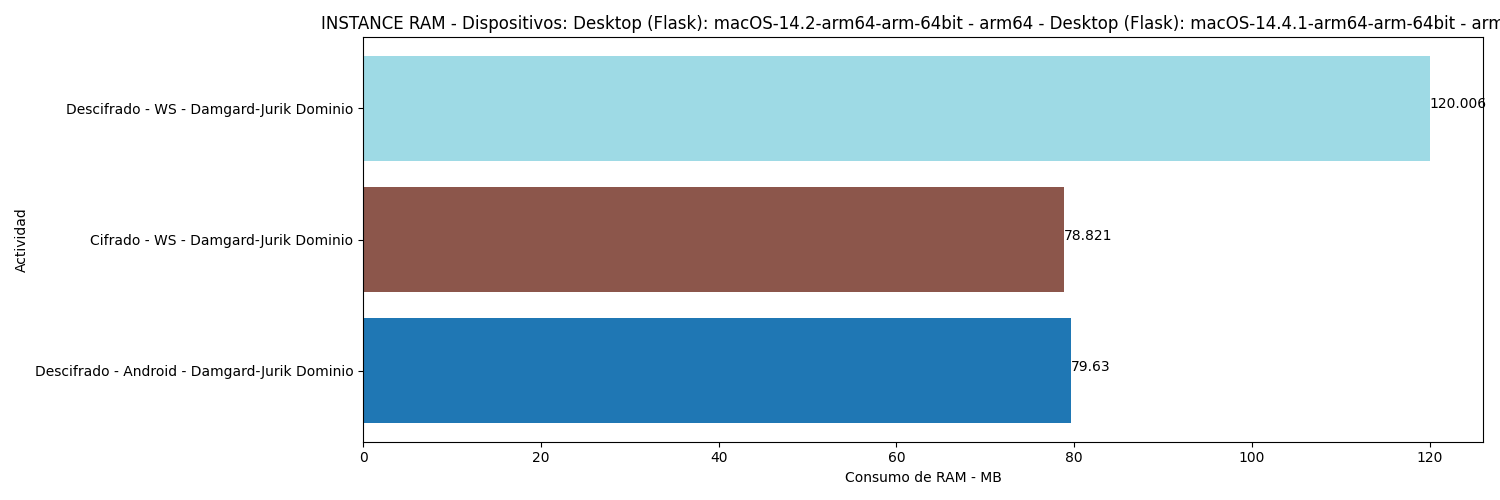 INSTANCE RAM - Dispositivos: Desktop (Flask): macOS-14.2-arm64-arm-64bit - arm64 - Desktop (Flask): macOS-14.4.1-arm64-arm-64bit - arm
Descifrado - WS - Damgard-Jurik Dominio
120.006
Cifrado - WS - Damgard-Jurik Dominio
78.821
Descifrado - Android - Damgard-Jurik Dominio
79.63
Actividad
0 20 40 60 80 100 120
Consumo de RAM - MB